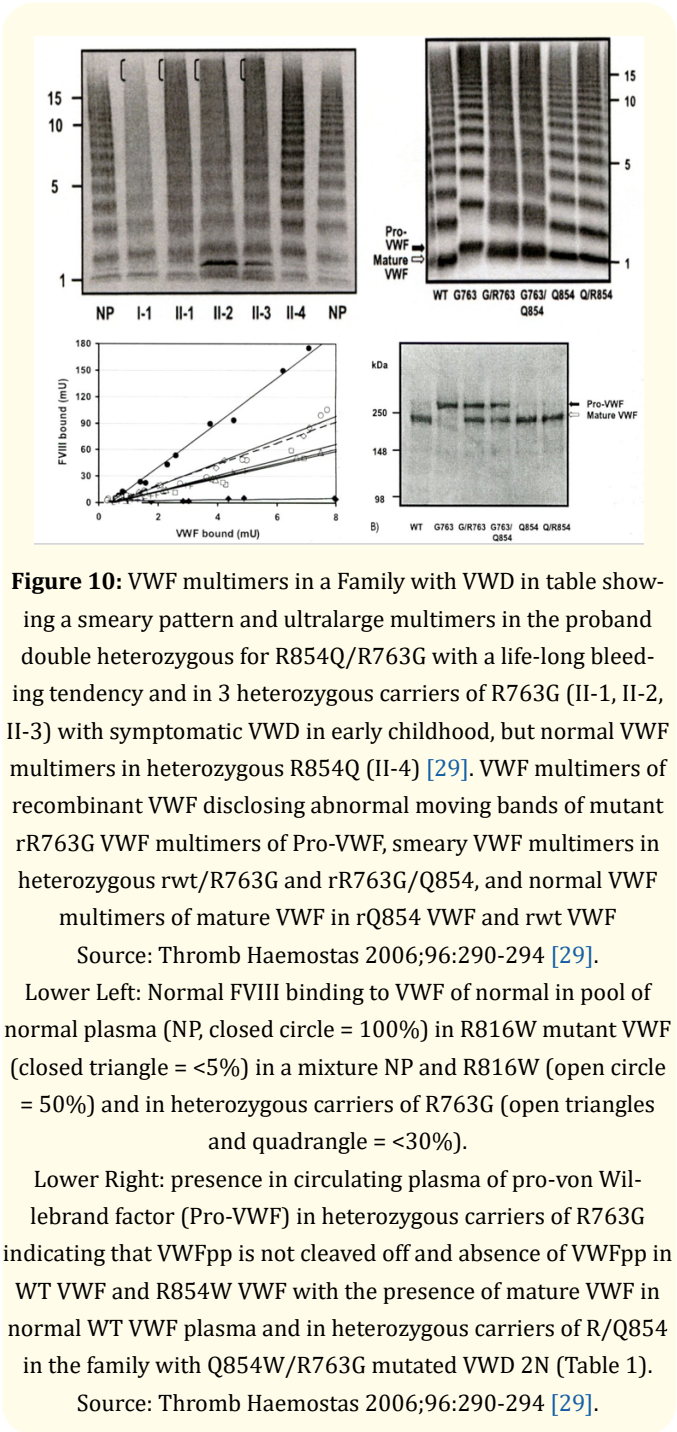 15
10
5
1
NP I-1 II-1 II-2 II-3 II-4 NP
15
10
5
1
Pro-
VWF
Mature
VWF
WT G763 G/R763 G763/ Q854 Q/R854
Q854
180
150
120
90
60
30
0
FVIII bound (mU)
0 2 4 6 8
VWF bound (mU)
kDa
250
148
98
Pro-VWF
Mature VWF
B) WT G763 G/R763 G763/ Q854 Q/R854
Q854
Figure 10: VWF multimers in a Family with VWD in table show-
ing a smeary pattern and ultralarge multimers in the proband
double heterozygous for R854Q/R763G with a life-long bleed-
ing tendency and in 3 heterozygous carriers of R763G (II-1, II-2,
II-3) with symptomatic VWD in early childhood, but normal VWF
multimers in heterozygous R854Q (II-4) [29]. VWF multimers of
recombinant VWF disclosing abnormal moving bands of mutant
rR763G VWF multimers of Pro-VWF, smeary VWF multimers in
heterozygous rwt/R763G and rR763G/Q854, and normal VWF
multimers of mature VWF in rQ854 VWF and rwt VWF
Source: Thromb Haemostas 2006;96:290-294 [29].
Lower Left: Normal FVIII binding to VWF of normal in pool of
normal plasma (NP, closed circle = 100%) in R816W mutant VWF
(closed triangle = <5%) in a mixture NP and R816W (open circle
= 50%) and in heterozygous carriers of R763G (open triangles
and quadrangle = <30%).
Lower Right: presence in circulating plasma of pro-von Wil-
lebrand factor (Pro-VWF) in heterozygous carriers of R763G
indicating that VWFpp is not cleaved off and absence of VWFpp in
WT VWF and R854W VWF with the presence of mature VWF in
normal WT VWF plasma and in heterozygous carriers of R/Q854
in the family with Q854W/R763G mutated VWD 2N (Table 1).
Source: Thromb Haemostas 2006;96:290-294 [29].